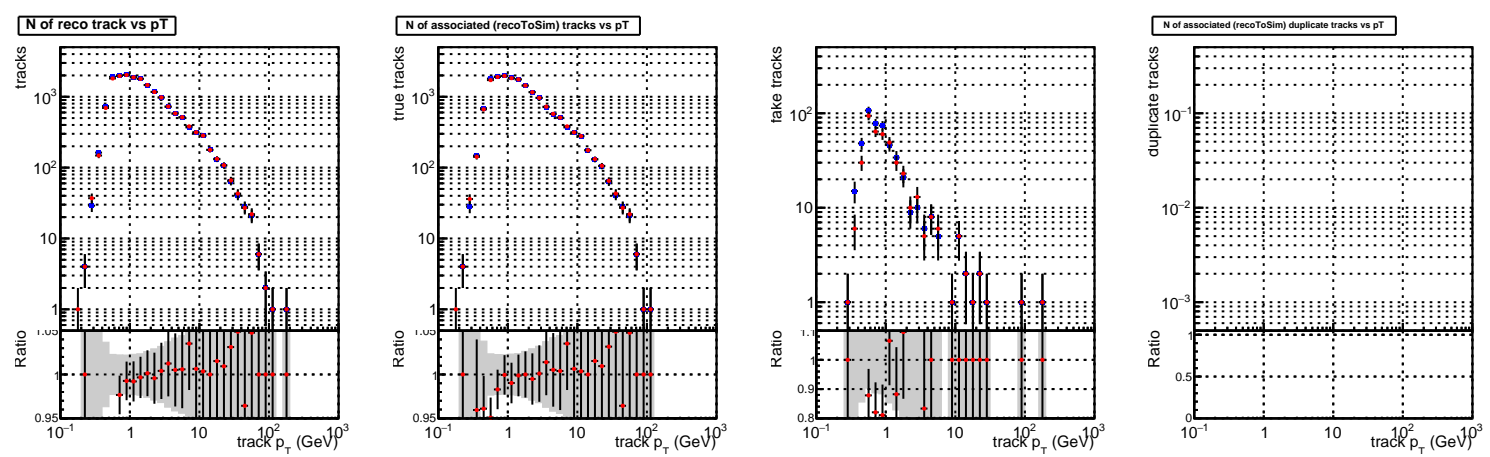 N of reco track vs pT
tracks
10³
10²
10
1
Ratio
1.05
1
0.95
10⁻¹ 1 10 10² 10³
track p_T (GeV)
N of associated (recoToSim) tracks vs pT
true tracks
10³
10²
10
1
Ratio
1.05
1
0.95
10⁻¹ 1 10 10² 10³
track p_T (GeV)
fake tracks
10²
10
1
Ratio
1.1
1
0.9
0.8
10⁻¹ 1 10 10² 10³
track p_T (GeV)
N of associated (recoToSim) duplicate tracks vs pT
duplicate tracks
10⁻¹
10⁻²
10⁻³
Ratio
1
0.5
0
10⁻¹ 1 10 10² 10³
track p_T (GeV)